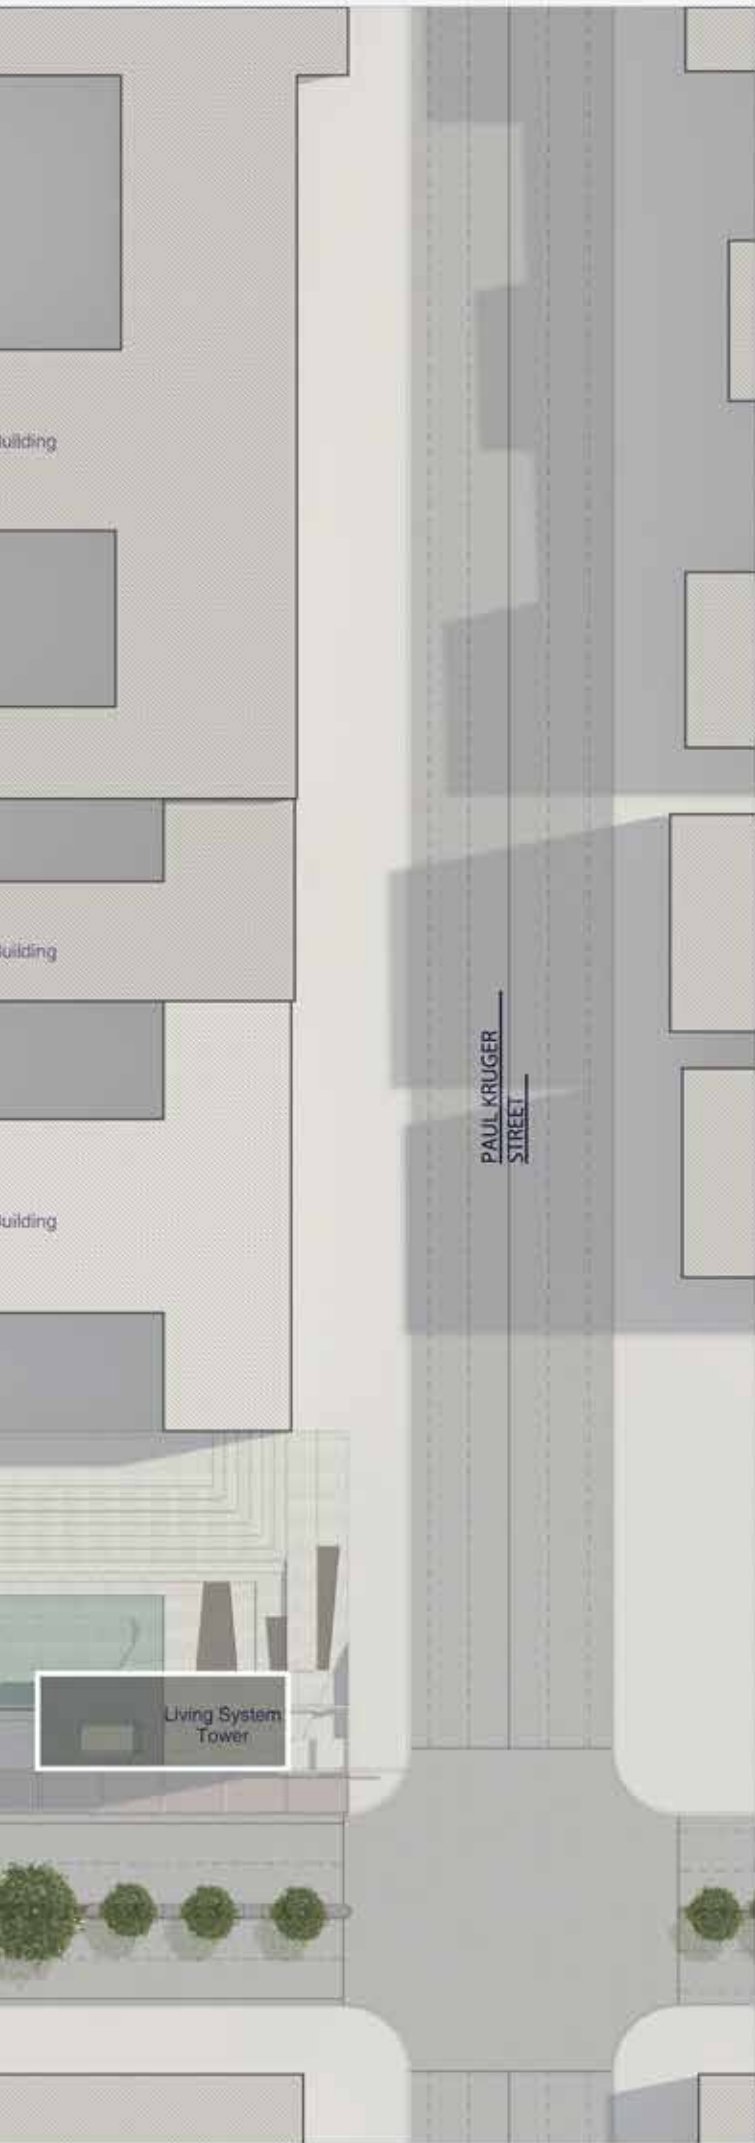 uilding
uilding
PAUL KRUGER
STREET
uilding
Living System
Tower